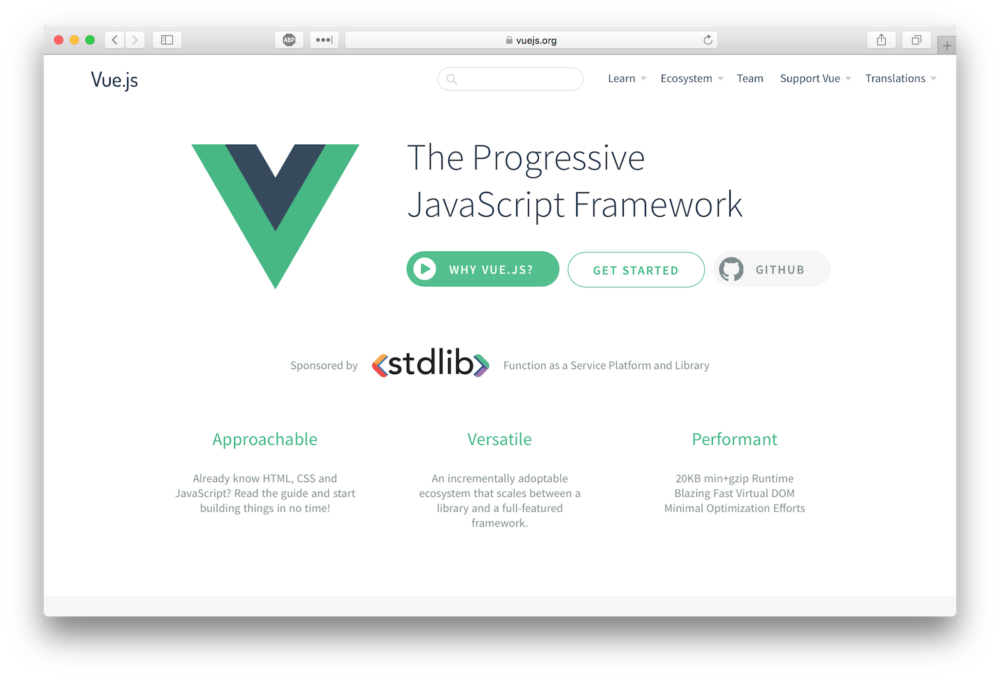 ABP
vuejs.org
Vue.js
Learn
Ecosystem
Team
Support Vue
Translations
The Progressive
JavaScript Framework
WHY VUE.JS?
GET STARTED
GITHUB
Sponsored by
<stdlib>
Function as a Service Platform and Library
Approachable
Already know HTML, CSS and
JavaScript? Read the guide and start
building things in no time!
Versatile
An incrementally adoptable
ecosystem that scales between a
library and a full-featured
framework.
Performant
20KB min+gzip Runtime
Blazing Fast Virtual DOM
Minimal Optimization Efforts